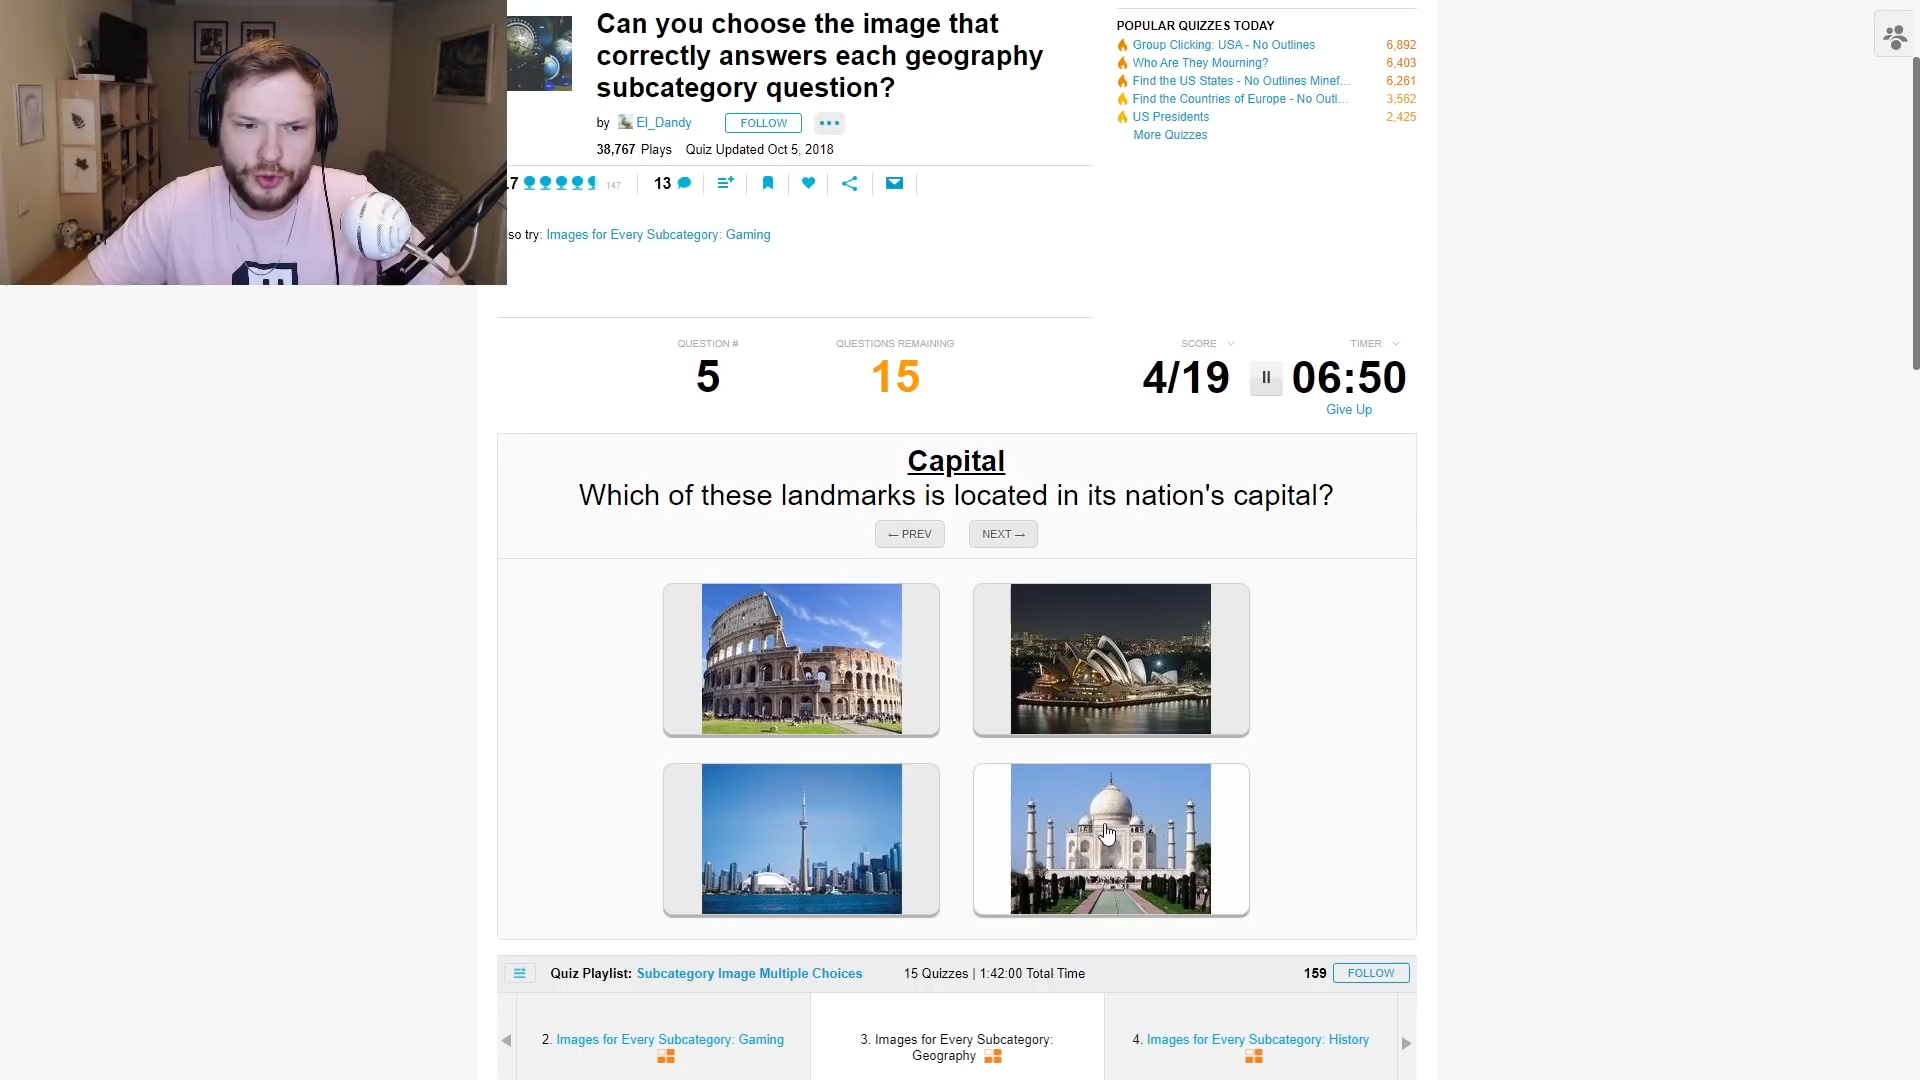 Can you choose the image that
correctly answers each geography
subcategory question?
by El_Dandy FOLLOW
38,767 Plays Quiz Updated Oct 5, 2018
.7 147 13
so try: Images for Every Subcategory: Gaming
POPULAR QUIZZES TODAY
Group Clicking: USA - No Outlines 6,892
Who Are They Mourning? 6,403
Find the US States - No Outlines Minef... 6,261
Find the Countries of Europe - No Outl... 3,562
US Presidents 2,425
More Quizzes
QUESTION # QUESTIONS REMAINING SCORE TIMER
5 15 4/19 06:50
Give Up
Capital
Which of these landmarks is located in its nation's capital?
← PREV NEXT →
Quiz Playlist: Subcategory Image Multiple Choices 15 Quizzes | 1:42:00 Total Time 159 FOLLOW
2. Images for Every Subcategory: Gaming
3. Images for Every Subcategory:
Geography
4. Images for Every Subcategory: History